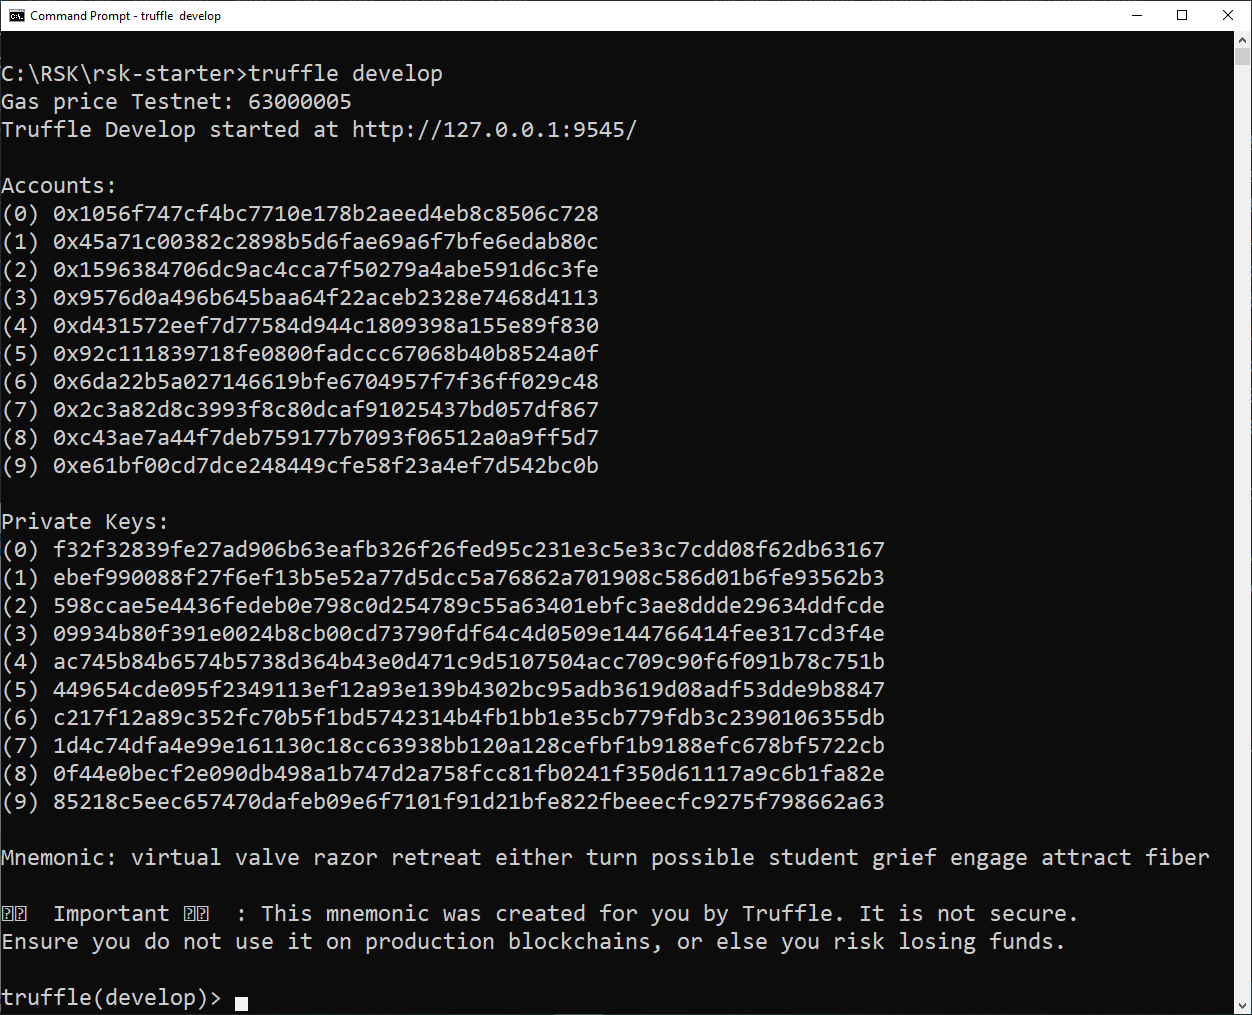 Command Prompt - truffle  develop
C:\RSK\rsk-starter>truffle develop
Gas price Testnet: 63000005
Truffle Develop started at http://127.0.0.1:9545/
Accounts:
(0) 0x1056f747cf4bc7710e178b2aeed4eb8c8506c728
(1) 0x45a71c00382c2898b5d6fae69a6f7bfe6edab80c
(2) 0x1596384706dc9ac4cca7f50279a4abe591d6c3fe
(3) 0x9576d0a496b645baa64f22aceb2328e7468d4113
(4) 0xd431572eef7d77584d944c1809398a155e89f830
(5) 0x92c111839718fe0800fadccc67068b40b8524a0f
(6) 0x6da22b5a027146619bfe6704957f7f36ff029c48
(7) 0x2c3a82d8c3993f8c80dcaf91025437bd057df867
(8) 0xc43ae7a44f7deb759177b7093f06512a0a9ff5d7
(9) 0xe61bf00cd7dce248449cfe58f23a4ef7d542bc0b
Private Keys:
(0) f32f32839fe27ad906b63eafb326f26fed95c231e3c5e33c7cdd08f62db63167
(1) ebef990088f27f6ef13b5e52a77d5dcc5a76862a701908c586d01b6fe93562b3
(2) 598ccae5e4436fedeb0e798c0d254789c55a63401ebfc3ae8ddde29634ddfcde
(3) 09934b80f391e0024b8cb00cd73790fdf64c4d0509e144766414fee317cd3f4e
(4) ac745b84b6574b5738d364b43e0d471c9d5107504acc709c90f6f091b78c751b
(5) 449654cde095f2349113ef12a93e139b4302bc95adb3619d08adf53dde9b8847
(6) c217f12a89c352fc70b5f1bd5742314b4fb1bb1e35cb779fdb3c2390106355db
(7) 1d4c74dfa4e99e161130c18cc63938bb120a128cefbf1b9188efc678bf5722cb
(8) 0f44e0becf2e090db498a1b747d2a758fcc81fb0241f350d61117a9c6b1fa82e
(9) 85218c5eec657470dafeb09e6f7101f91d21bfe822fbeeecfc9275f798662a63
Mnemonic: virtual valve razor retreat either turn possible student grief engage attract fiber
Important : This mnemonic was created for you by Truffle. It is not secure.
Ensure you do not use it on production blockchains, or else you risk losing funds.
truffle(develop)>